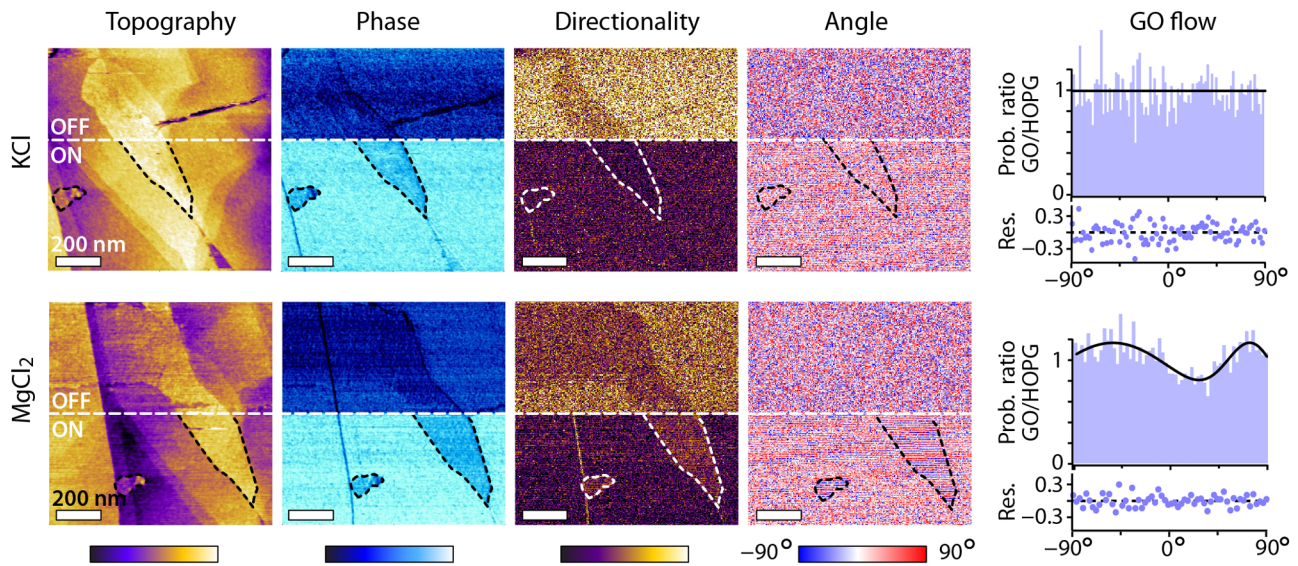 Topography Phase Directionality Angle GO flow
KCl
OFF
ON
200 nm
Prob. ratio
GO/HOPG
1
0
Res.
0.3
−0.3
−90° 0° 90°
MgCl₂
OFF
ON
200 nm
Prob. ratio
GO/HOPG
1
0
Res.
0.3
−0.3
−90° 0° 90°
−90° 90°